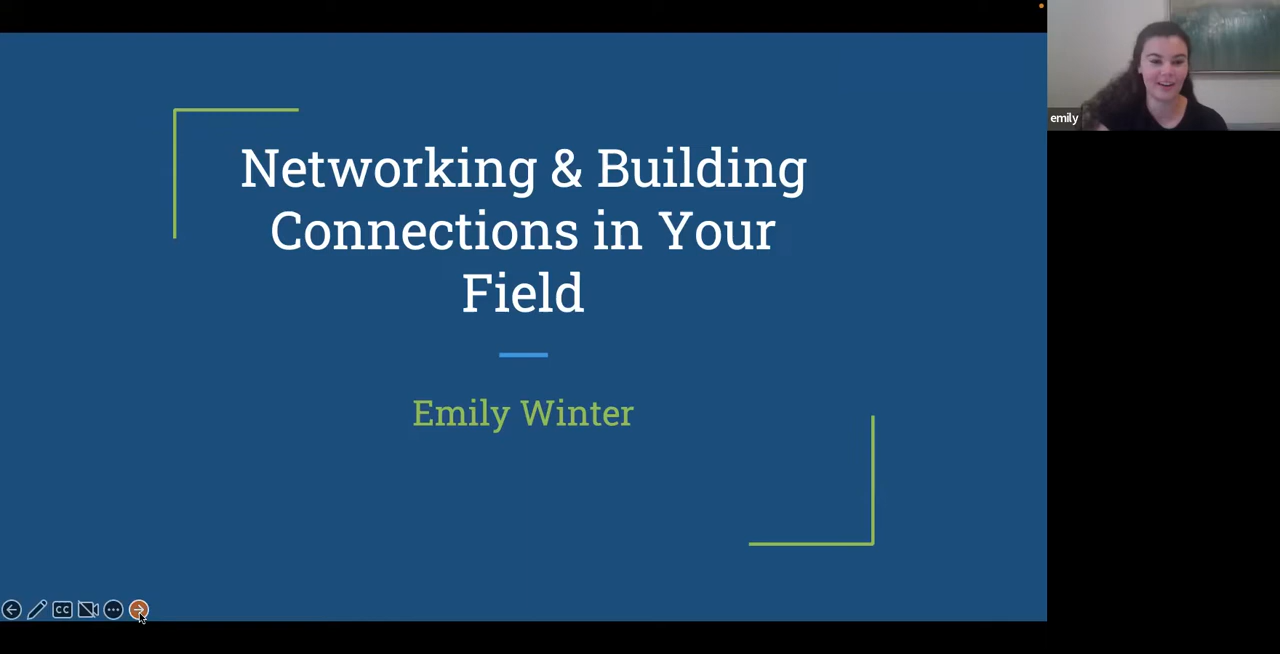 Networking & Building
Connections in Your
Field
Emily Winter
emily
CC